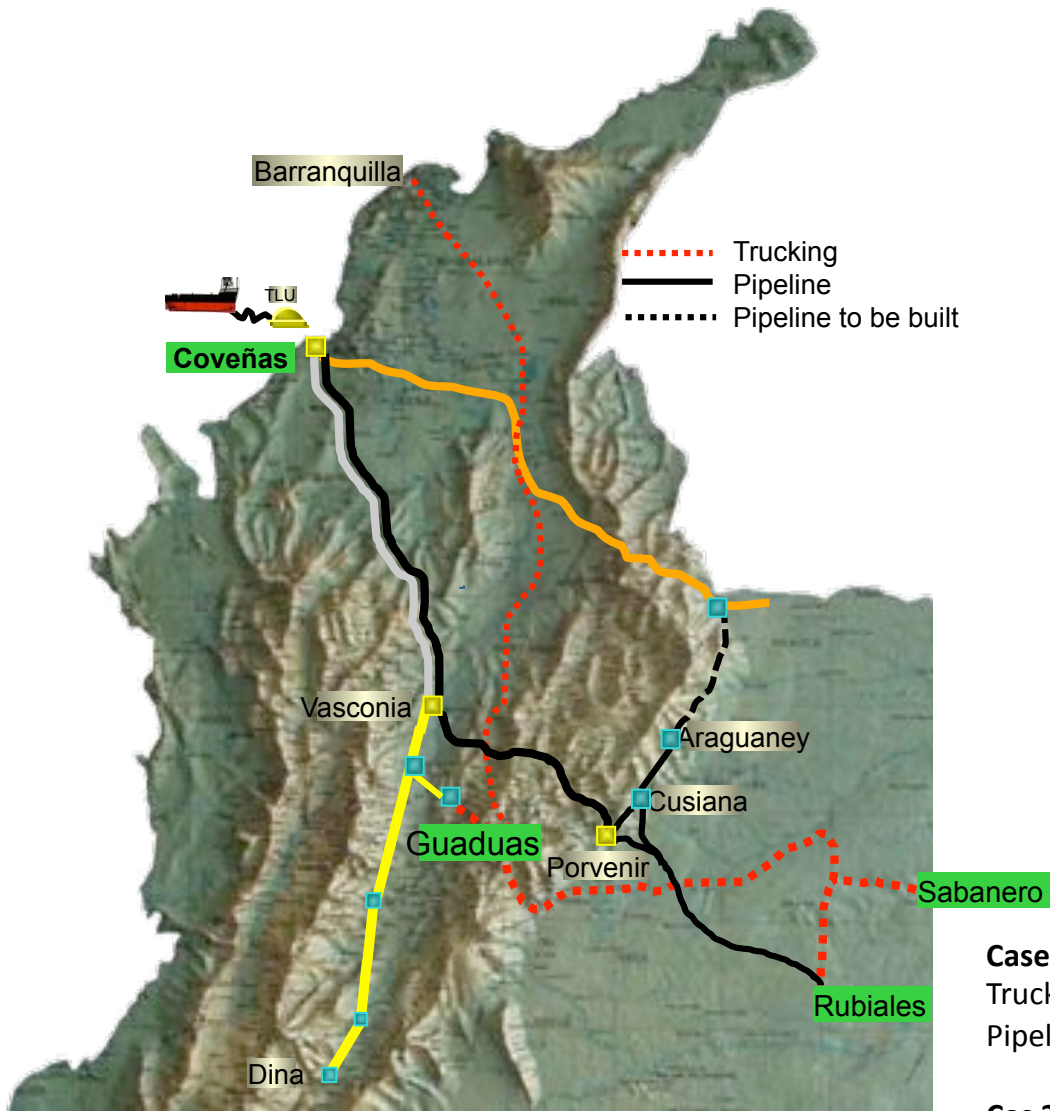 Barranquilla
Trucking
Pipeline
Pipeline to be built
TLU
Coveñas
Vasconia
Araguaney
Cusiana
Guaduas
Porvenir
Sabanero
Rubiales
Case
Truck
Pipel
Dina